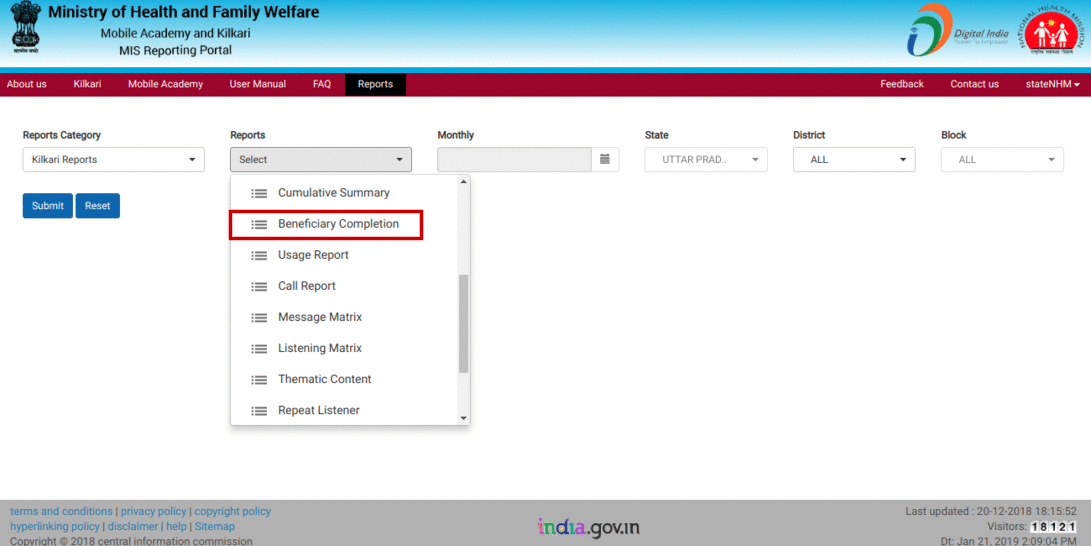 Ministry of Health and Family Welfare
Mobile Academy and Kilkari
MIS Reporting Portal
सत्यमेव जयते
Digital India
Power To Empower
NATIONAL HEALTH MISSION
About us Kilkari Mobile Academy User Manual FAQ Reports Feedback Contact us stateNHM
Reports Category Reports Monthly State District Block
Kilkari Reports Select UTTAR PRAD.. ALL ALL
Submit Reset
Cumulative Summary
Beneficiary Completion
Usage Report
Call Report
Message Matrix
Listening Matrix
Thematic Content
Repeat Listener
terms and conditions | privacy policy | copyright policy
hyperlinking policy | disclaimer | help | Sitemap
Copyright © 2018 central information commission
india.gov.in
Last updated : 20-12-2018 18:15:52
Visitors: 18121
Dt: Jan 21, 2019 2:09:04 PM